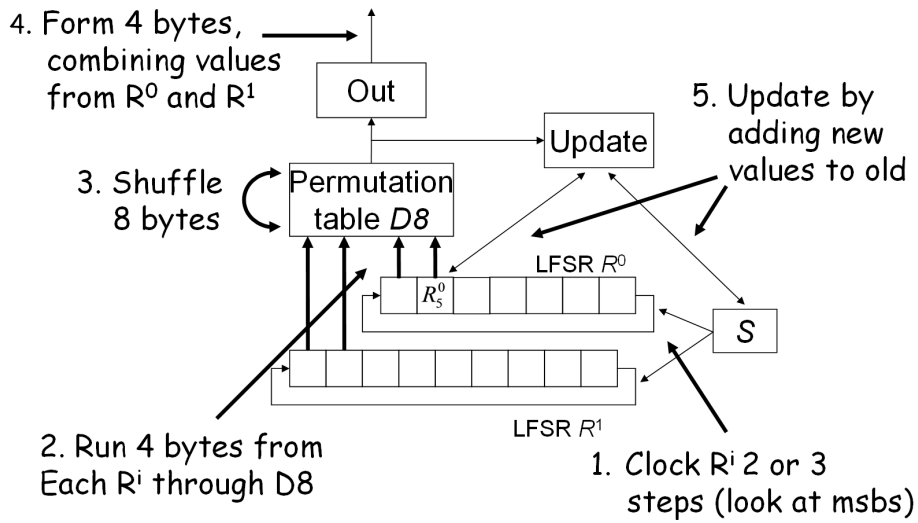 4. Form 4 bytes,
combining values
from R⁰ and R¹
Out
5. Update by
adding new
values to old
Update
3. Shuffle
8 bytes
Permutation
table D8
LFSR R⁰
R⁰₅
S
LFSR R¹
2. Run 4 bytes from
Each Rⁱ through D8
1. Clock Rⁱ 2 or 3
steps (look at msbs)